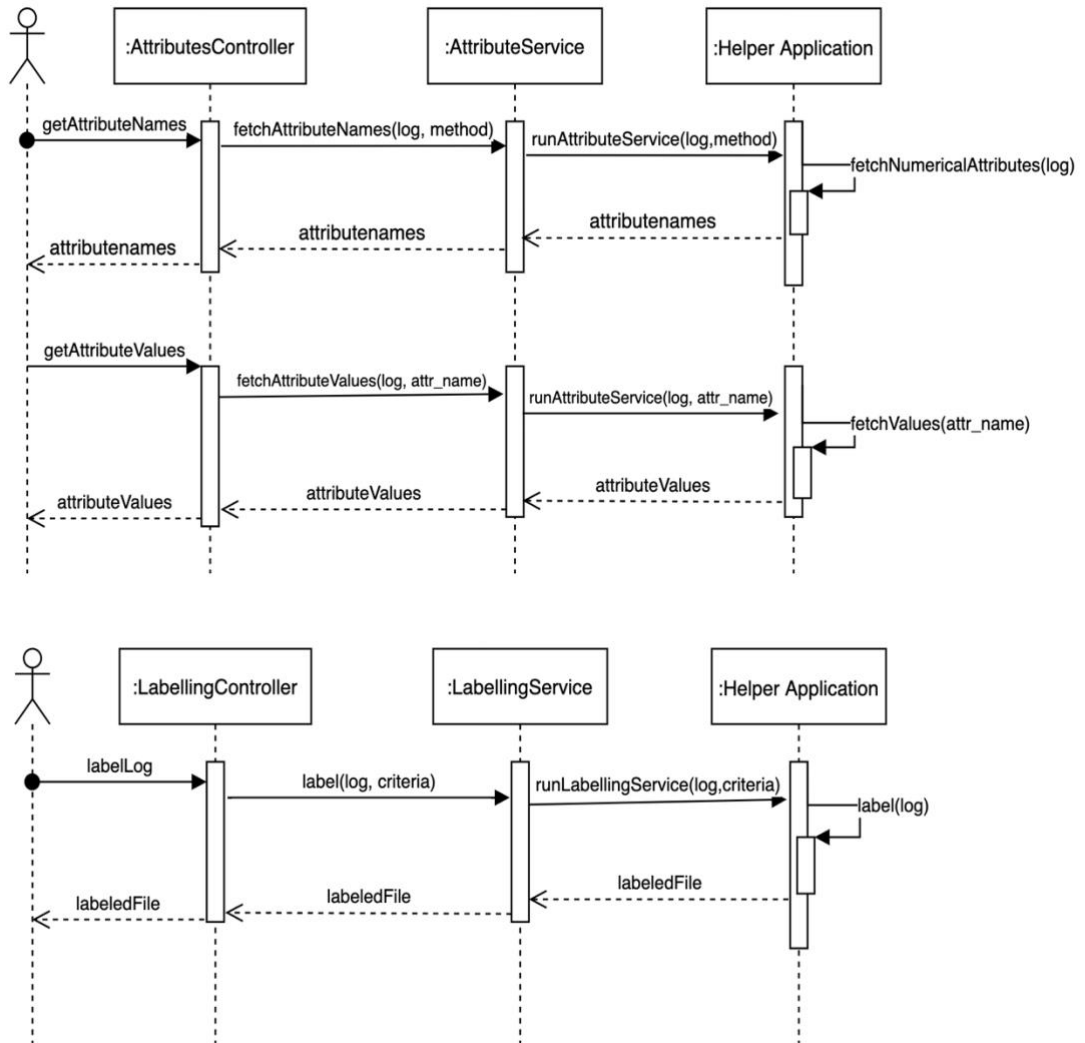 :AttributesController
:AttributeService
:Helper Application
getAttributeNames
fetchAttributeNames(log, method)
runAttributeService(log,method)
fetchNumericalAttributes(log)
attributenames
attributenames
attributenames
getAttributeValues
fetchAttributeValues(log, attr_name)
runAttributeService(log, attr_name)
fetchValues(attr_name)
attributeValues
attributeValues
attributeValues
:LabellingController
:LabellingService
:Helper Application
labelLog
label(log, criteria)
runLabellingService(log,criteria)
label(log)
labeledFile
labeledFile
labeledFile